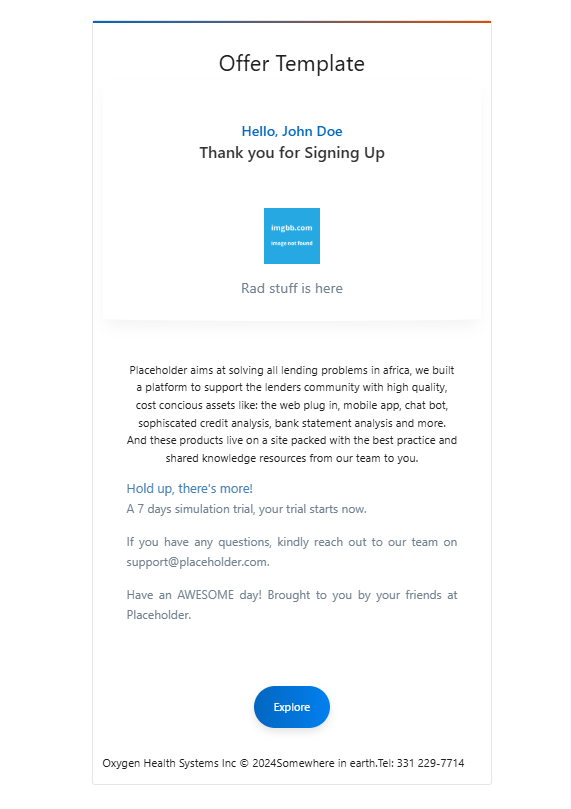 Offer Template
Hello, John Doe
Thank you for Signing Up
imgbb.com
image not found
Rad stuff is here
Placeholder aims at solving all lending problems in africa, we built
a platform to support the lenders community with high quality,
cost concious assets like: the web plug in, mobile app, chat bot,
sophiscated credit analysis, bank statement analysis and more.
And these products live on a site packed with the best practice and
shared knowledge resources from our team to you.
Hold up, there's more!
A 7 days simulation trial, your trial starts now.
If you have any questions, kindly reach out to our team on
support@placeholder.com.
Have an AWESOME day! Brought to you by your friends at
Placeholder.
Explore
Oxygen Health Systems Inc © 2024Somewhere in earth.Tel: 331 229-7714